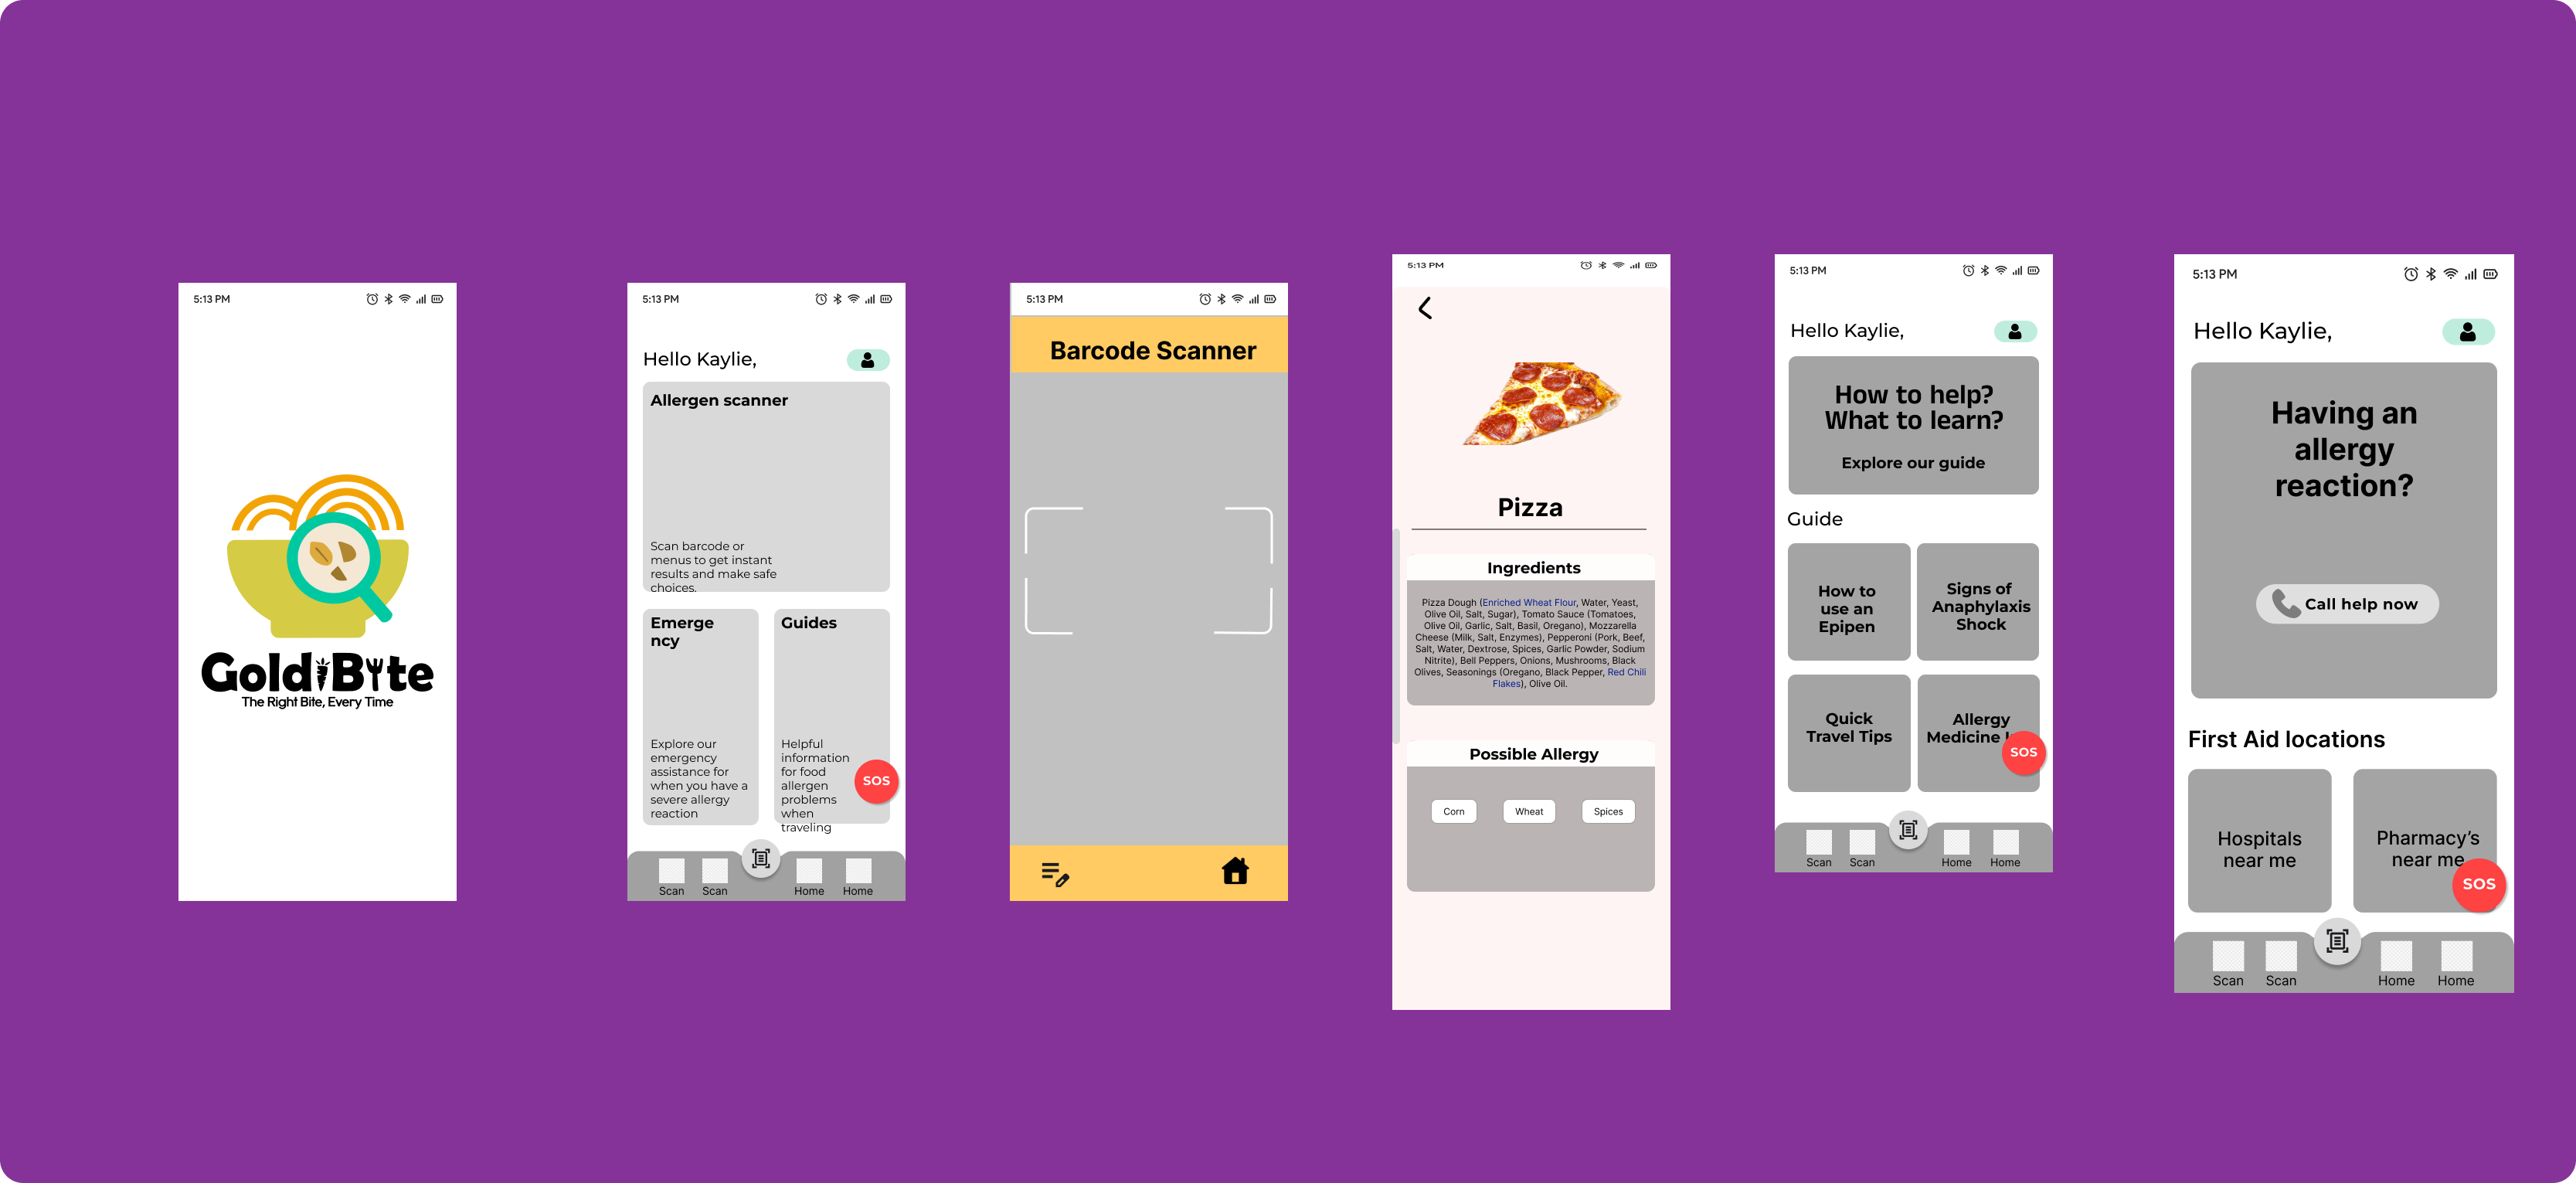 5:13 PM
GoldiBite
The Right Bite, Every Time
5:13 PM
Hello Kaylie,
Allergen scanner
Scan barcode or
menus to get instant
results and make safe
choices.
Emerge
ncy
Explore our
emergency
assistance for
when you have a
severe allergy
reaction
Guides
Helpful
information
for food
allergen
problems
when
traveling
SOS
Scan
Scan
Home
Home
5:13 PM
Barcode Scanner
5:13 PM
Pizza
Ingredients
Pizza Dough (Enriched Wheat Flour, Water, Yeast,
Olive Oil, Salt, Sugar), Tomato Sauce (Tomatoes,
Olive Oil, Garlic, Salt, Basil, Oregano), Mozzarella
Cheese (Milk, Salt, Enzymes), Pepperoni (Pork, Beef,
Salt, Water, Dextrose, Spices, Garlic Powder, Sodium
Nitrite), Bell Peppers, Onions, Mushrooms, Black
Olives, Seasonings (Oregano, Black Pepper, Red Chili
Flakes), Olive Oil.
Possible Allergy
Corn
Wheat
Spices
5:13 PM
Hello Kaylie,
How to help?
What to learn?
Explore our guide
Guide
How to
use an
Epipen
Signs of
Anaphylaxis
Shock
Quick
Travel Tips
Allergy
Medicine
SOS
Scan
Scan
Home
Home
5:13 PM
Hello Kaylie,
Having an
allergy
reaction?
Call help now
First Aid locations
Hospitals
near me
Pharmacy's
near me
SOS
Scan
Scan
Home
Home